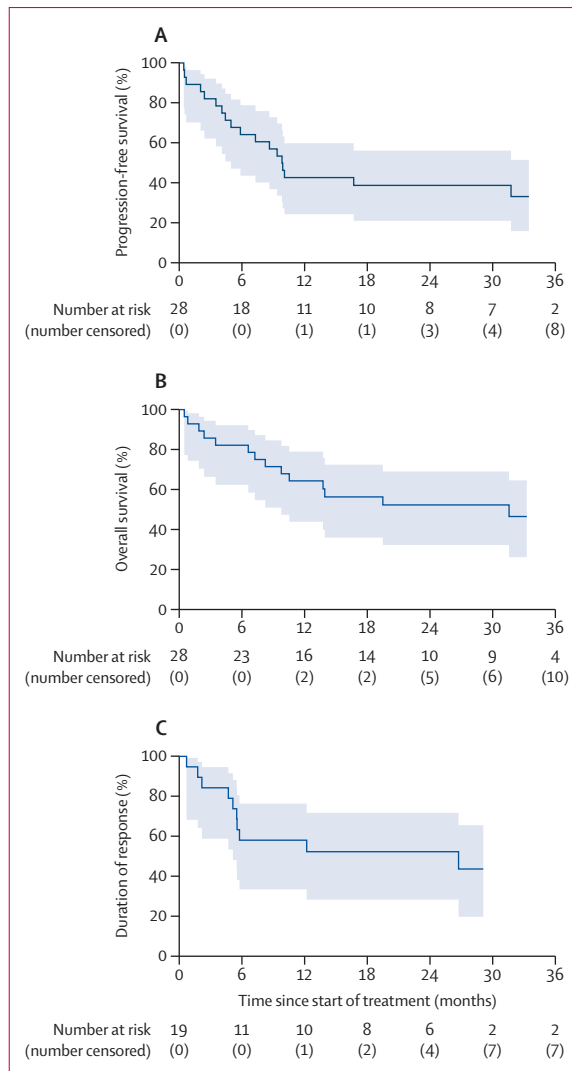 A
Progression-free survival (%)
100
80
60
40
20
0
0 6 12 18 24 30 36
Number at risk 28 18 11 10 8 7 2
(number censored) (0) (0) (1) (1) (3) (4) (8)
B
Overall survival (%)
100
80
60
40
20
0
0 6 12 18 24 30 36
Number at risk 28 23 16 14 10 9 4
(number censored) (0) (0) (2) (2) (5) (6) (10)
C
Duration of response (%)
100
80
60
40
20
0
0 6 12 18 24 30 36
Time since start of treatment (months)
Number at risk 19 11 10 8 6 2 2
(number censored) (0) (0) (1) (2) (4) (7) (7)